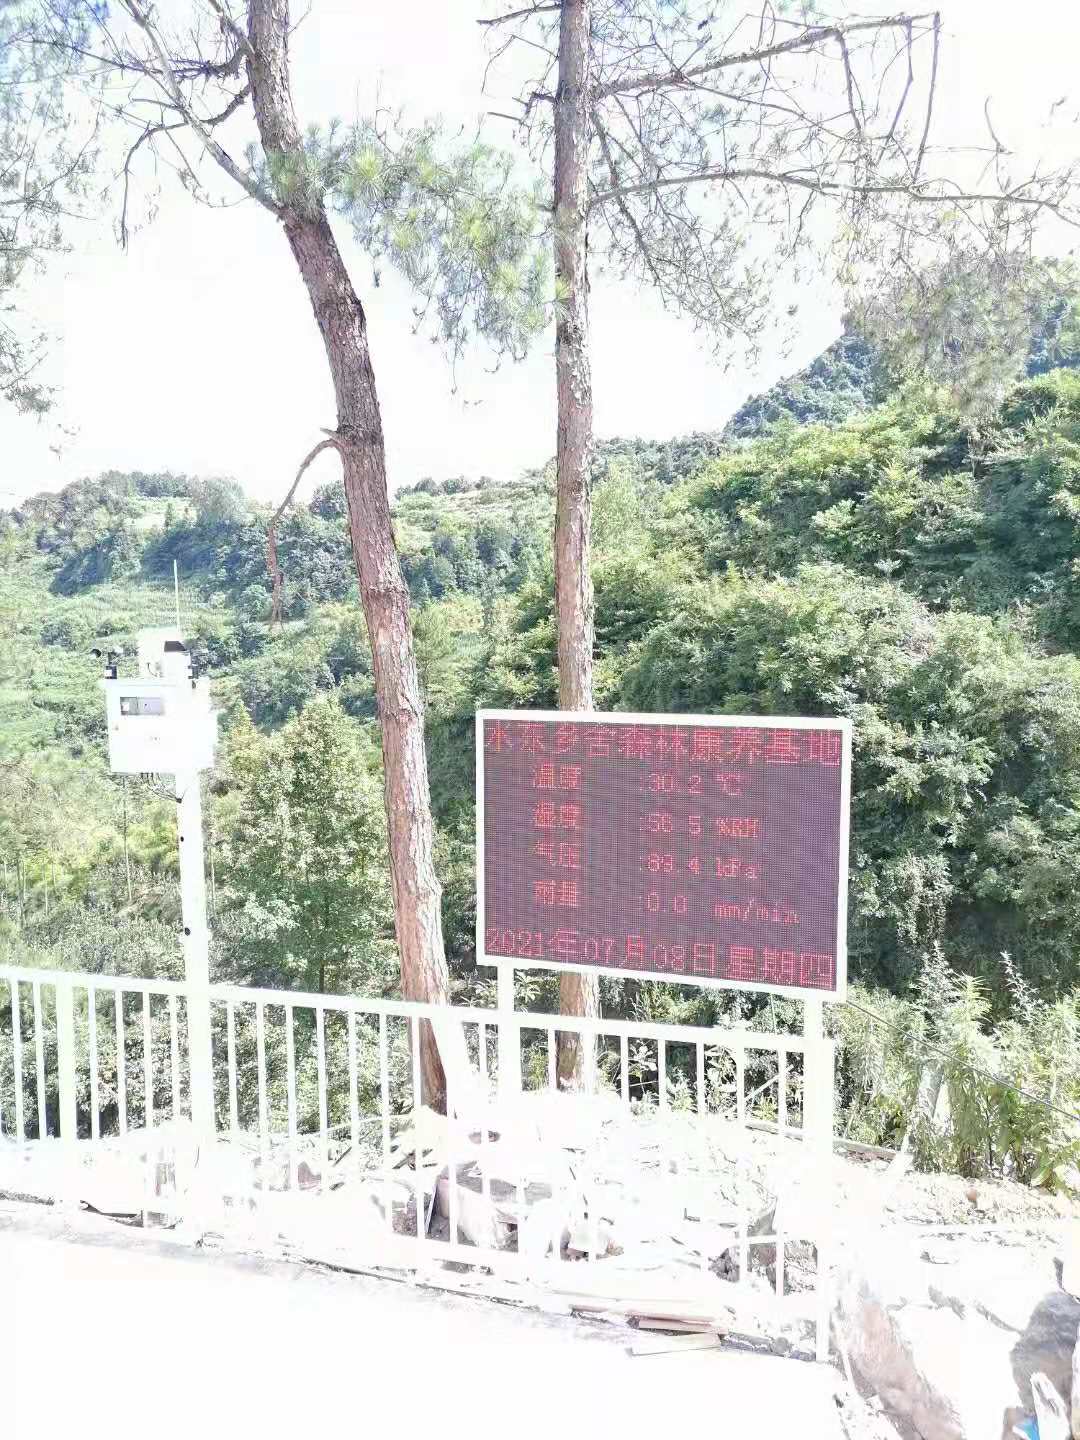 水东乡舍森林康养基地
温度 :30.2 ℃
湿度 :56.5 %RH
气压 :89.4 kPa
雨量 :0.0 mm/min
2021年07月08日星期四